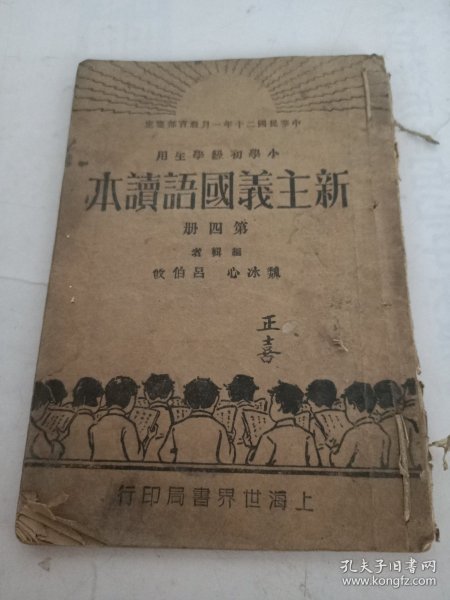 中華民國二十年一月教育部審定
小學初級學生用
新主義國語讀本
第四册
編輯者
魏冰心 呂伯攸
正喜
上海世界書局印行
孔夫子旧书网
www.kongfz.com